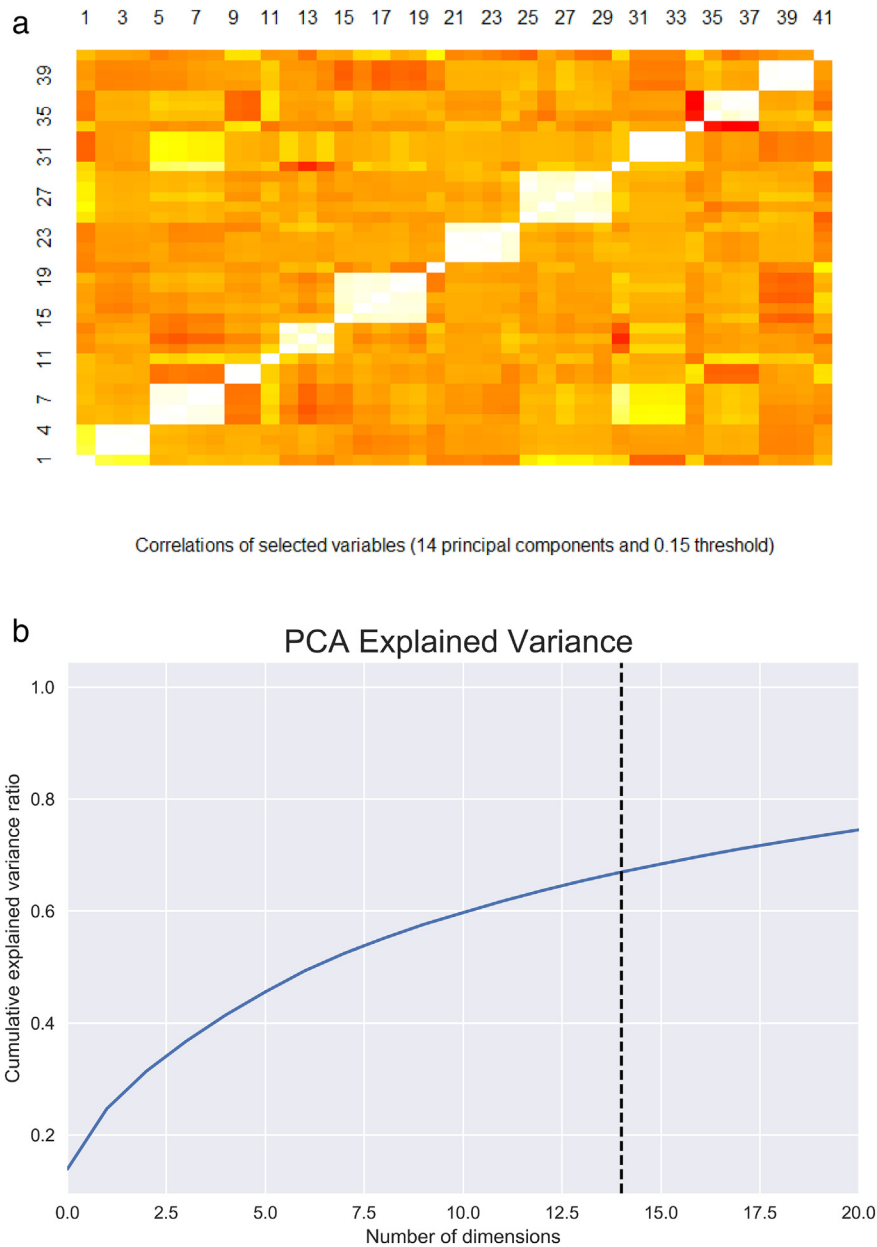 a
1 3 5 7 9 11 13 15 17 19 21 23 25 27 29 31 33 35 37 39 41
39
35
31
27
23
19
15
11
7
4
1
Correlations of selected variables (14 principal components and 0.15 threshold)
b
PCA Explained Variance
Cumulative explained variance ratio
1.0
0.8
0.6
0.4
0.2
0.0 2.5 5.0 7.5 10.0 12.5 15.0 17.5 20.0
Number of dimensions